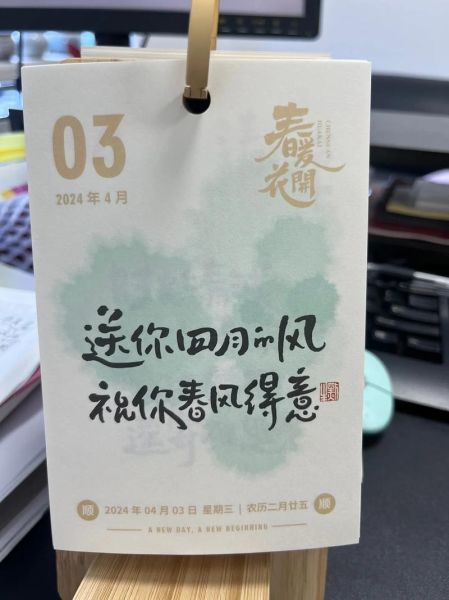 03
2024 年 4 月
春暖花開
CHUNNUAN
HUAKAI
送你四月的风
祝你春风得意
顺 2024 年 04 月 03 日 星期三 | 农历二月廿五 顺
A NEW DAY, A NEW BEGINNING